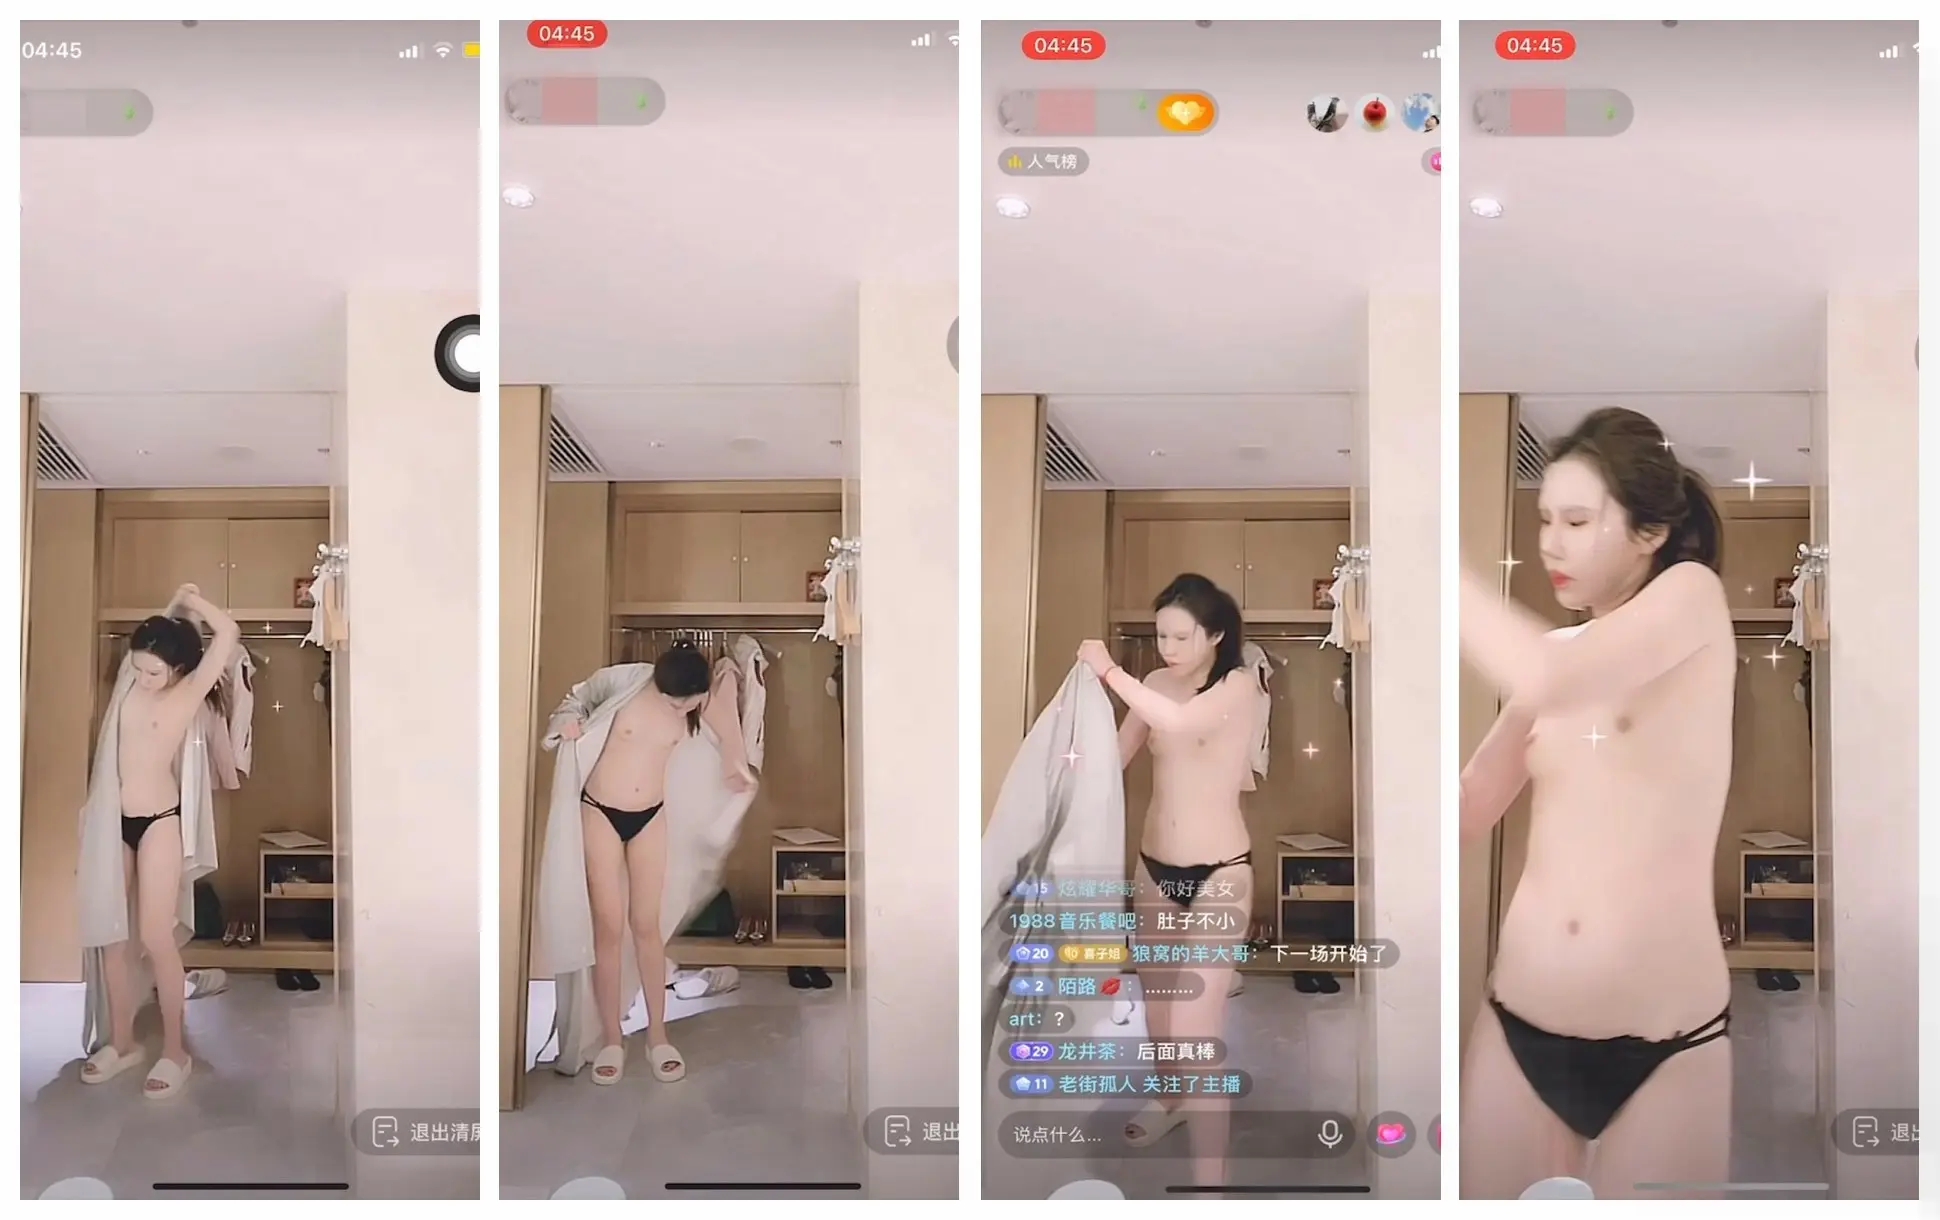 04:45
退出清屏
04:45
退出
04:45
人气榜
15 炫耀华哥：你好美女
1988音乐餐吧：肚子不小
20 喜子姐 狼窝的羊大哥：下一场开始了
2 陌路💋：.........
art：?
29 龙井茶：后面真棒
11 老街孤人 关注了主播
说点什么...
04:45
退出